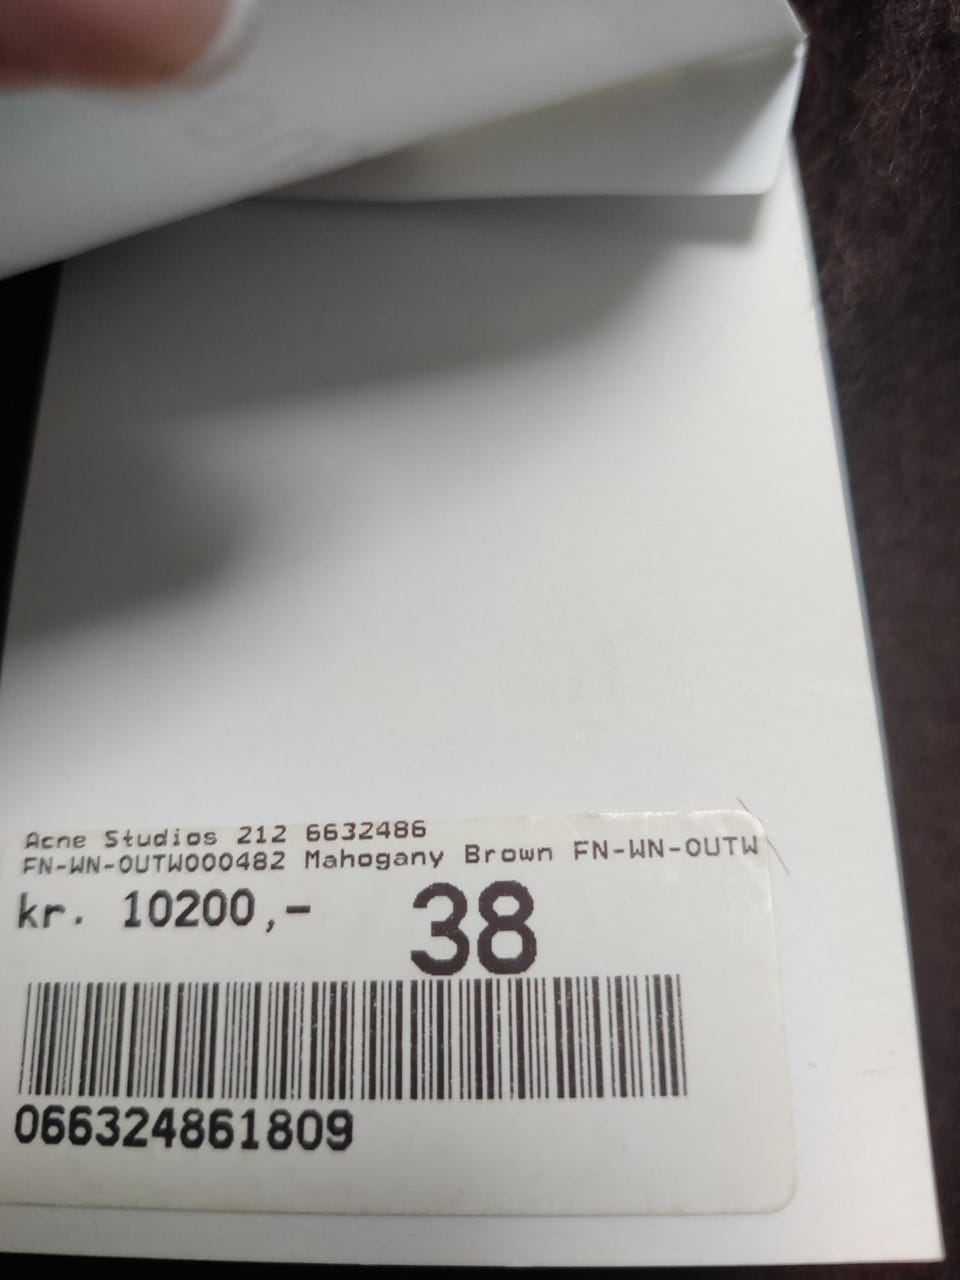 Acne Studios 212 6632486
FN-WN-OUTW000482 Mahogany Brown FN-WN-OUTW
kr. 10200,- 38
066324861809